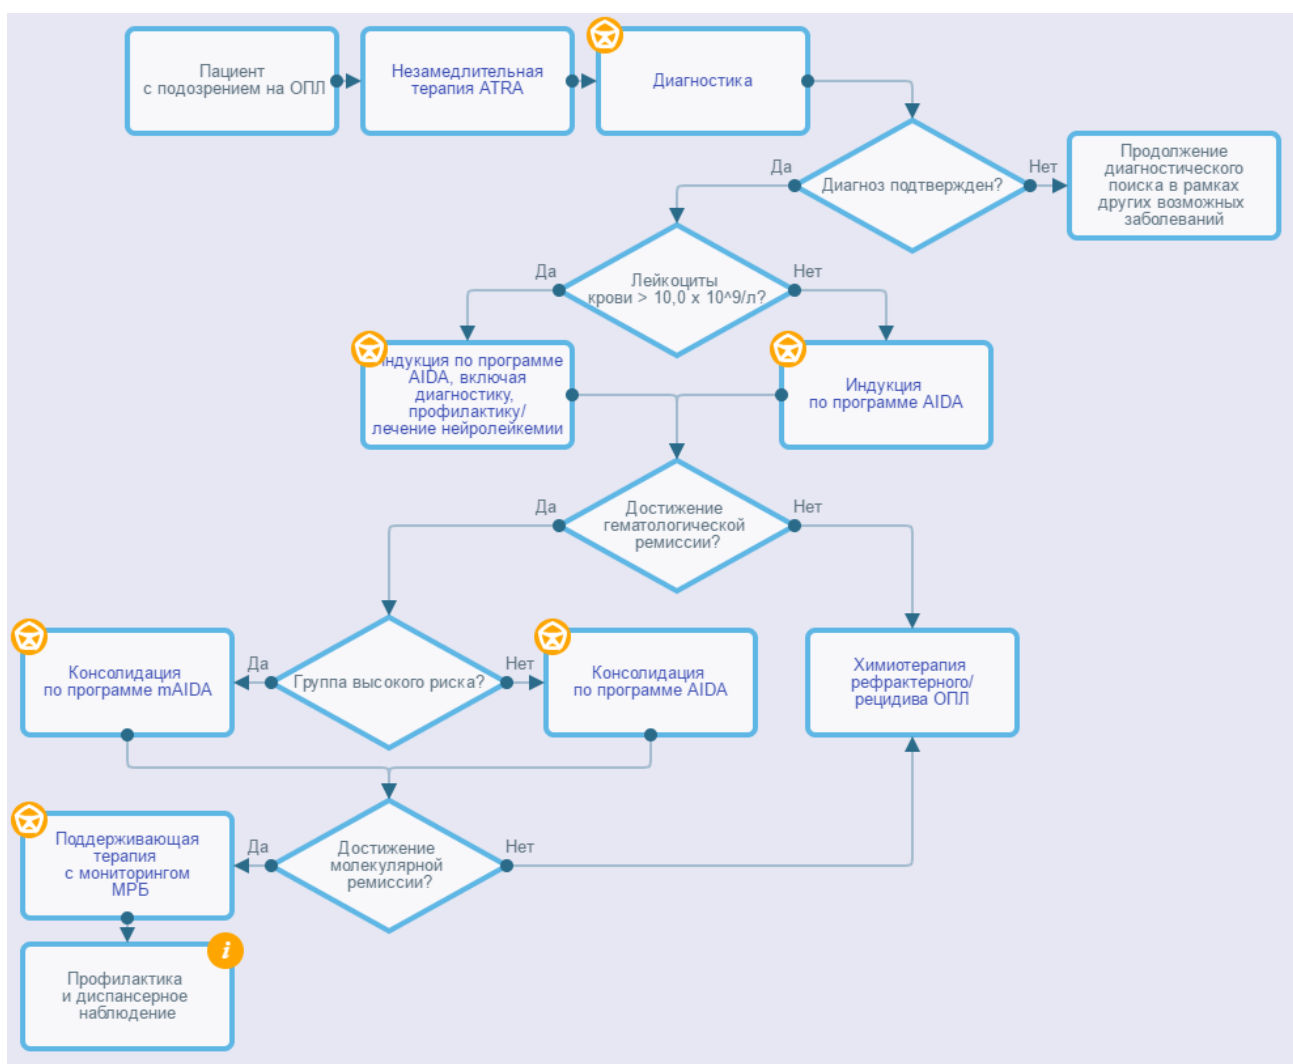 Пациент
с подозрением на ОПЛ
Незамедлительная
терапия ATRA
Диагностика
Диагноз подтвержден?
Да
Нет
Продолжение
диагностического
поиска в рамках
других возможных
заболеваний
Лейкоциты
крови > 10,0 x 10^9/л?
Да
Нет
ндукция по программе
AIDA, включая
диагностику,
профилактику/
лечение нейролейкемии
Индукция
по программе AIDA
Достижение
гематологической
ремиссии?
Да
Нет
Группа высокого риска?
Да
Нет
Консолидация
по программе mAIDA
Консолидация
по программе AIDA
Химиотерапия
рефрактерного/
рецидива ОПЛ
Достижение
молекулярной
ремиссии?
Да
Нет
Поддерживающая
терапия
с мониторингом
МРБ
i
Профилактика
и диспансерное
наблюдение